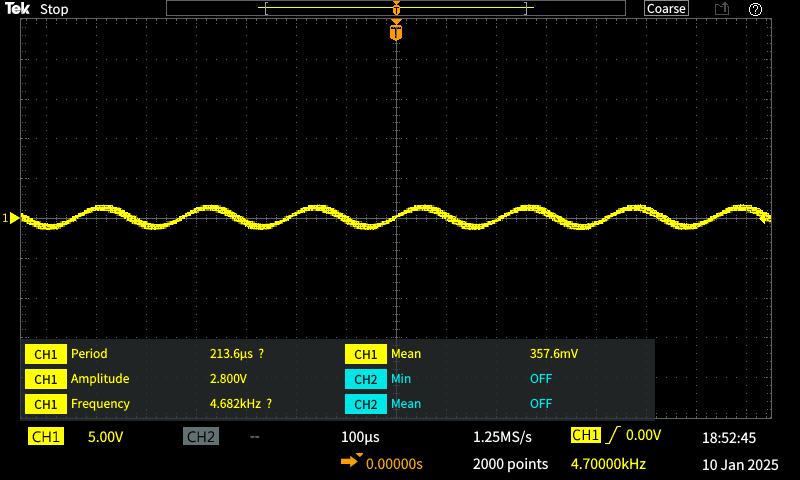 Tek Stop Coarse ?
T
T
1
CH1 Period 213.6µs ? CH1 Mean 357.6mV
CH1 Amplitude 2.800V CH2 Min OFF
CH1 Frequency 4.682kHz ? CH2 Mean OFF
CH1 5.00V CH2 -- 100µs 1.25MS/s CH1 0.00V 18:52:45
0.00000s 2000 points 4.70000kHz 10 Jan 2025